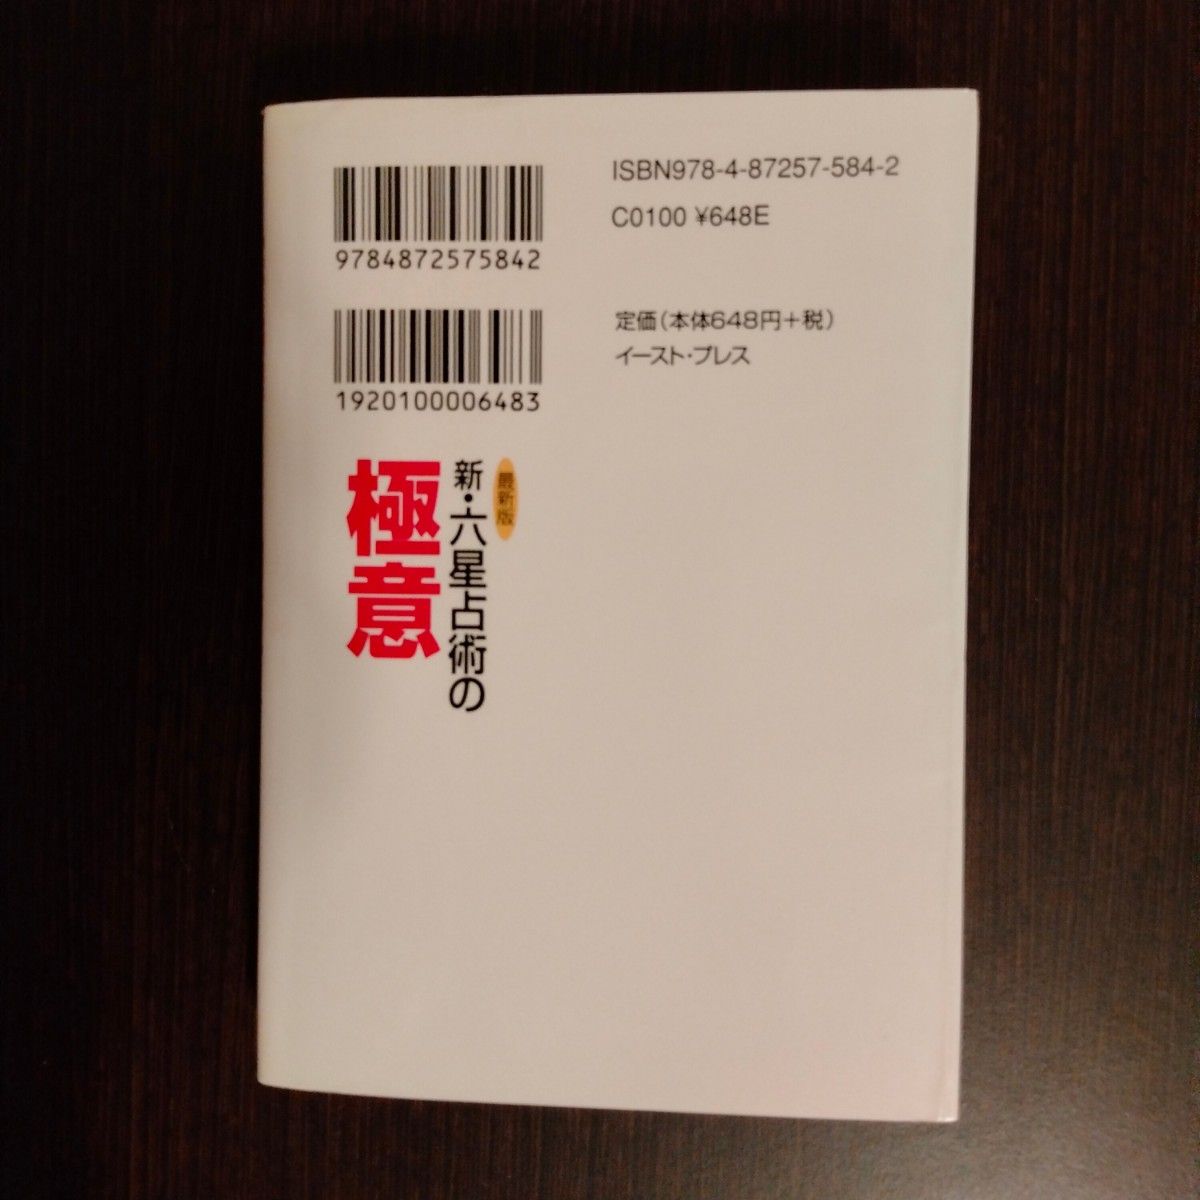 ISBN978-4-87257-584-2
C0100 ¥648E
9784872575842
定価(本体648円+税)
イースト・プレス
1920100006483
最新版
新・六星占術の
極意